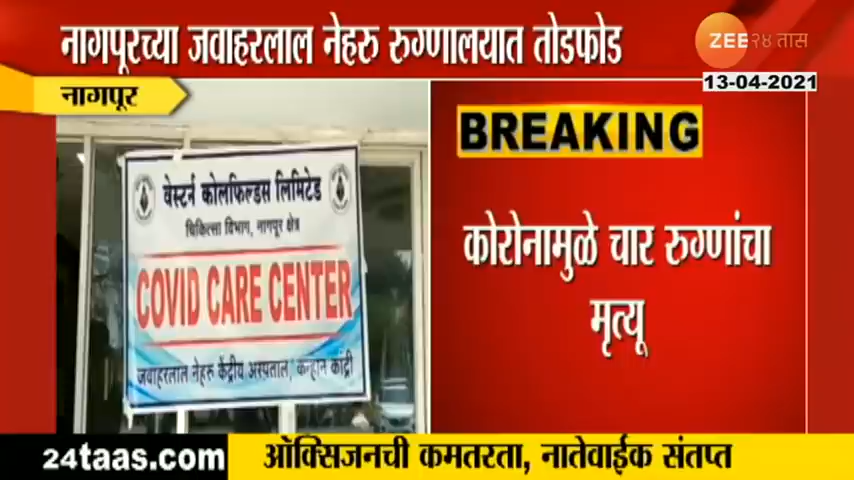 नागपूरच्या जवाहरलाल नेहरु रुग्णालयात तोडफोड
ZEE २४ तास
13-04-2021
नागपूर
वेस्टर्न कोलफिल्डस लिमिटेड
चिकित्सा विभाग, नागपूर क्षेत्र
COVID CARE CENTER
जवाहरलाल नेहरु केंद्रीय अस्पताल, कन्हान कांद्री
BREAKING
कोरोनामुळे चार रुग्णांचा
मृत्यू
24taas.com
ऑक्सिजनची कमतरता, नातेवाईक संतप्त